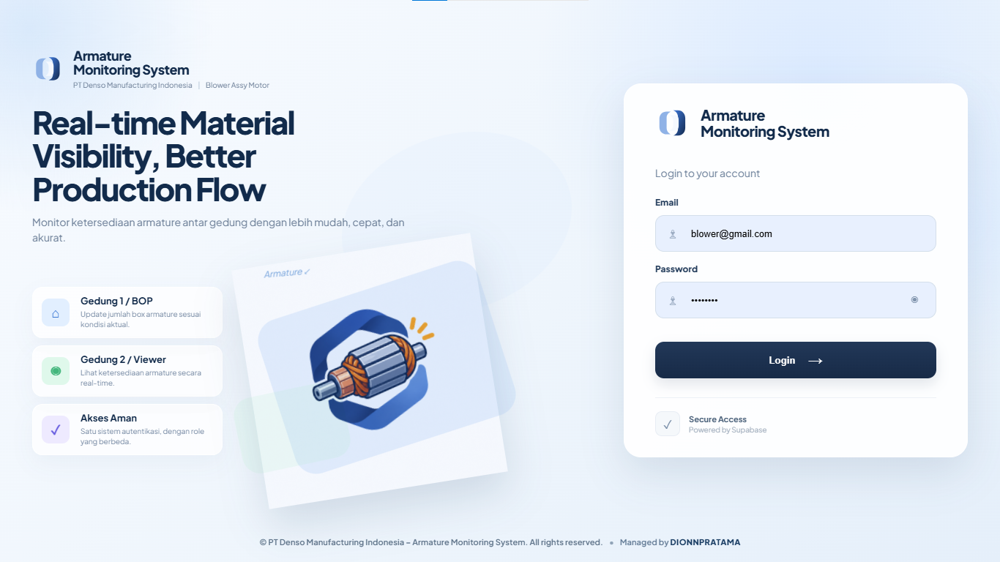 Armature
Monitoring System
PT Denso Manufacturing Indonesia | Blower Assy Motor
Real-time Material
Visibility, Better
Production Flow
Monitor ketersediaan armature antar gedung dengan lebih mudah, cepat, dan
akurat.
Armature ✓
Gedung 1 / BOP
Update jumlah box armature sesuai
kondisi aktual.
Gedung 2 / Viewer
Lihat ketersediaan armature secara
real-time.
Akses Aman
Satu sistem autentikasi, dengan role
yang berbeda.
Armature
Monitoring System
Login to your account
Email
blower@gmail.com
Password
••••••••
Login →
Secure Access
Powered by Supabase
© PT Denso Manufacturing Indonesia – Armature Monitoring System. All rights reserved. • Managed by DIONNPRATAMA